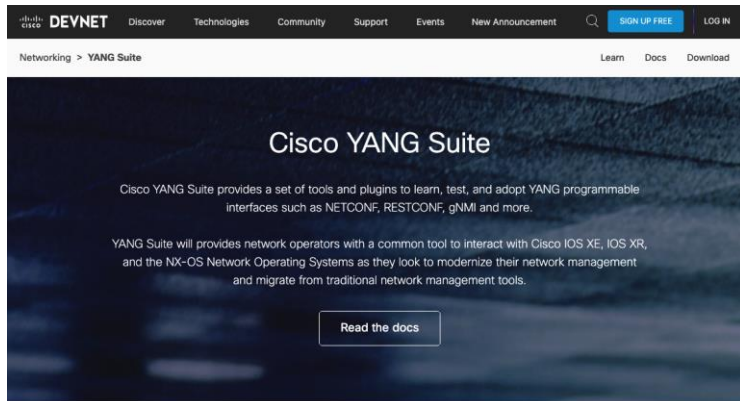 CISCO DEVNET Discover Technologies Community Support Events New Announcement SIGN UP FREE LOG IN
Networking > YANG Suite Learn Docs Download
Cisco YANG Suite
Cisco YANG Suite provides a set of tools and plugins to learn, test, and adopt YANG programmable
interfaces such as NETCONF, RESTCONF, gNMI and more.
YANG Suite will provides network operators with a common tool to interact with Cisco IOS XE, IOS XR,
and the NX-OS Network Operating Systems as they look to modernize their network management
and migrate from traditional network management tools.
Read the docs